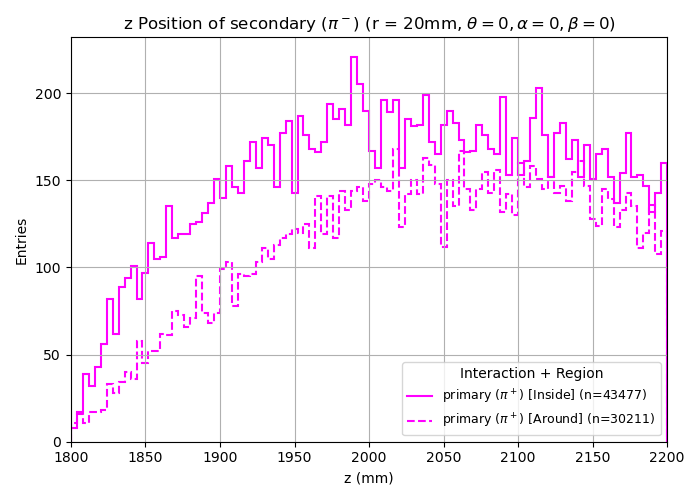 z Position of secondary (π⁻) (r = 20mm, θ = 0, α = 0, β = 0)
200
150
100
50
0
Entries
1800 1850 1900 1950 2000 2050 2100 2150 2200
z (mm)
Interaction + Region
primary (π⁺) [Inside] (n=43477)
primary (π⁺) [Around] (n=30211)